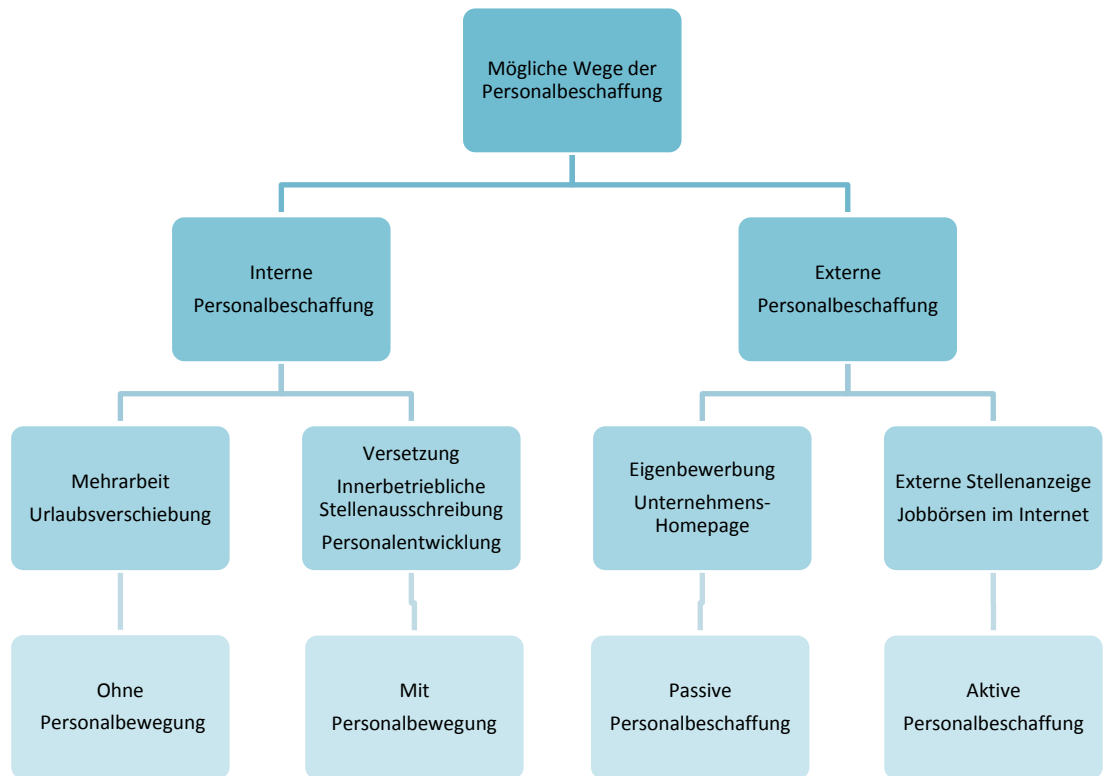 Mögliche Wege der
Personalbeschaffung
Interne
Personalbeschaffung
Externe
Personalbeschaffung
Mehrarbeit
Urlaubsverschiebung
Versetzung
Innerbetriebliche
Stellenausschreibung
Personalentwicklung
Eigenbewerbung
Unternehmens-
Homepage
Externe Stellenanzeige
Jobbörsen im Internet
Ohne
Personalbewegung
Mit
Personalbewegung
Passive
Personalbeschaffung
Aktive
Personalbeschaffung